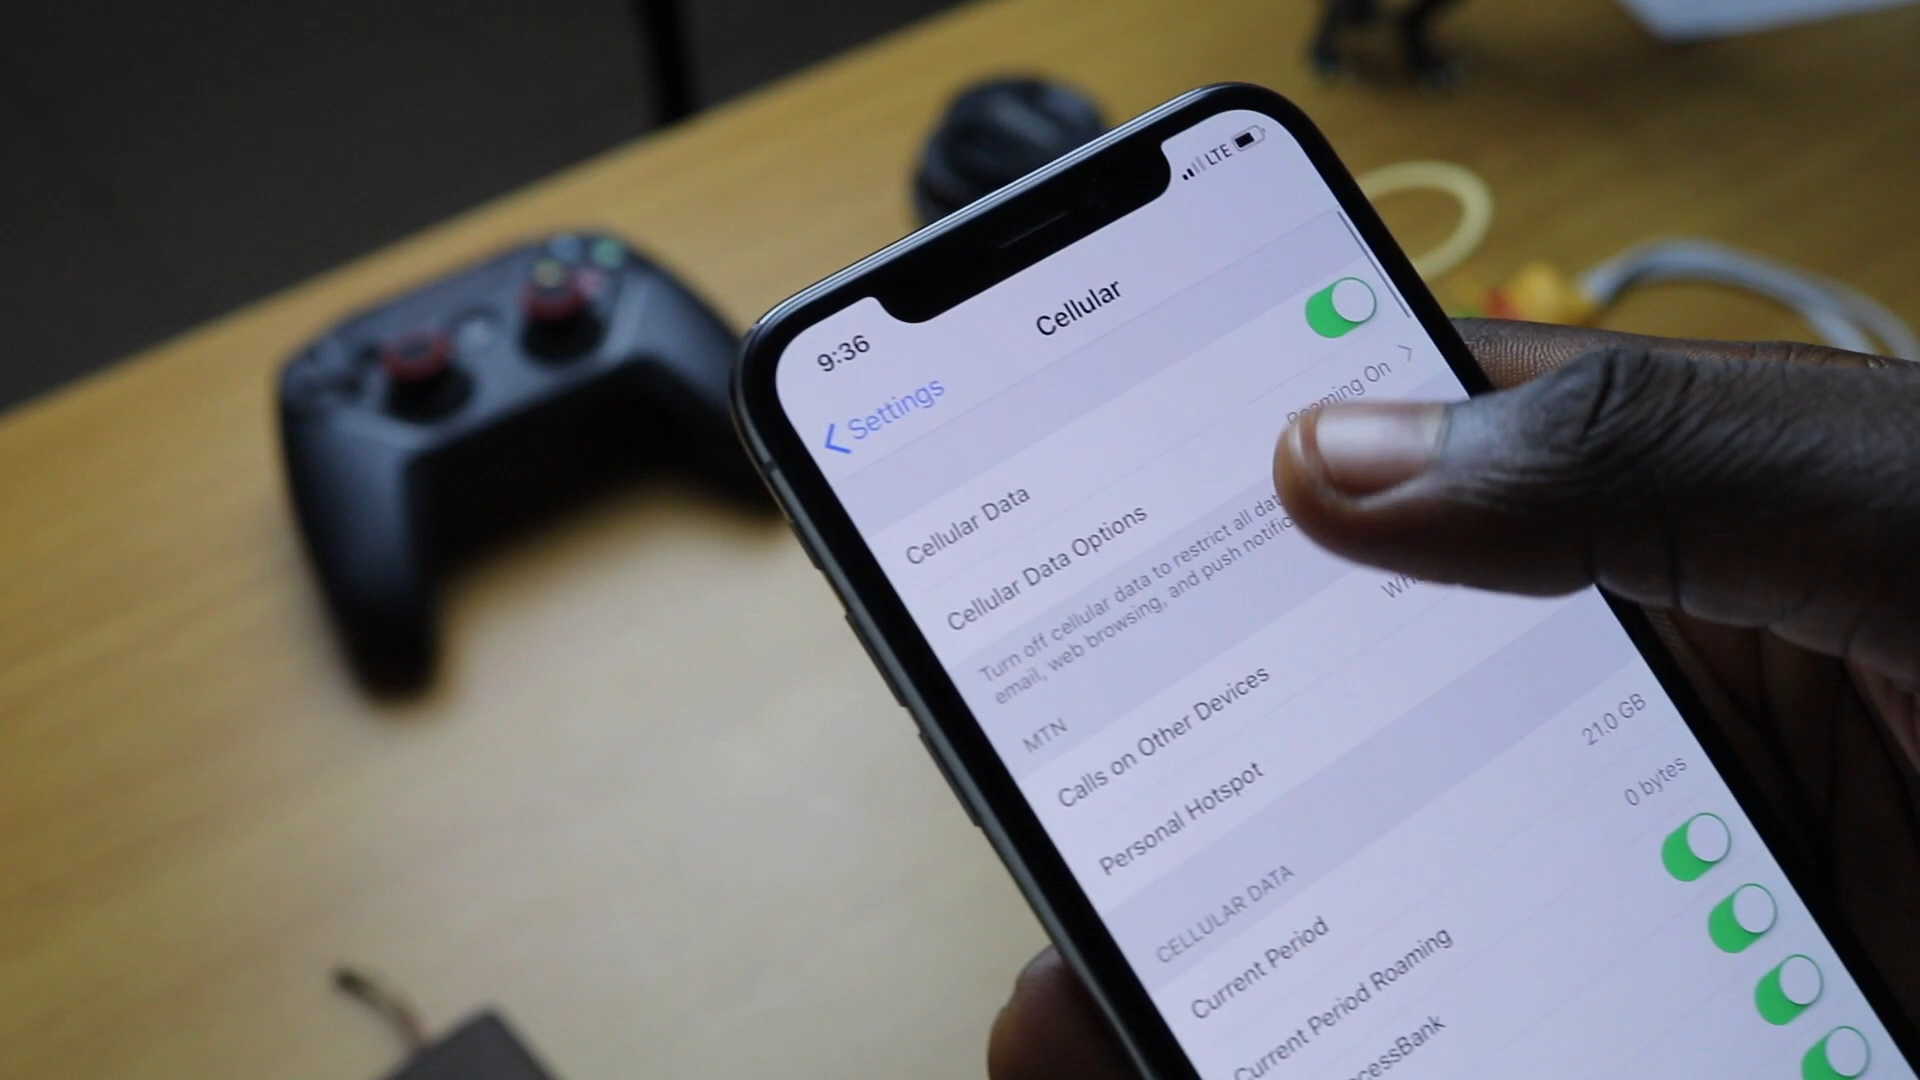 9:36
LTE
Settings
Cellular
Cellular Data
Cellular Data Options
Roaming On
Turn off cellular data to restrict all
email, web browsing, and push
MTN
Calls on Other Devices
Personal Hotspot
CELLULAR DATA
Current Period
21.0 GB
Current Period Roaming
0 bytes